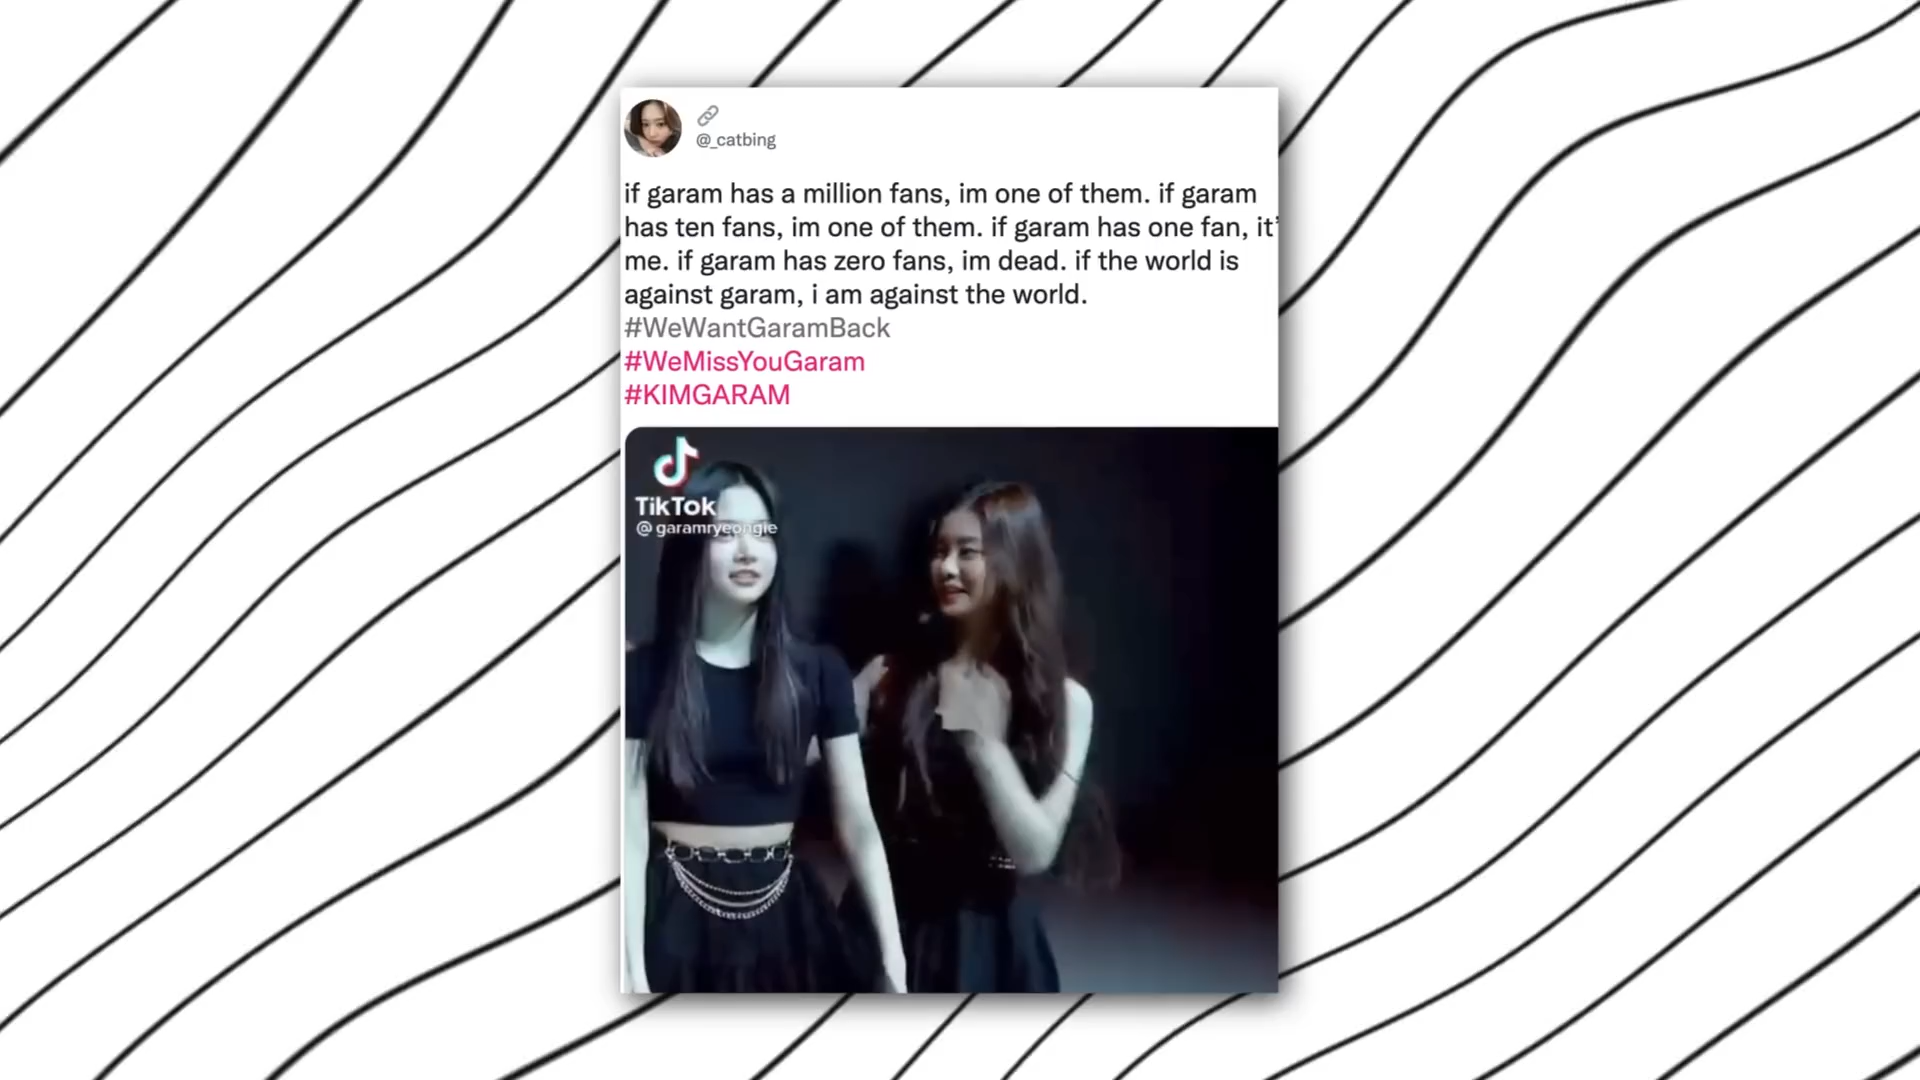 @_catbing
if garam has a million fans, im one of them. if garam
has ten fans, im one of them. if garam has one fan, it'
me. if garam has zero fans, im dead. if the world is
against garam, i am against the world.
#WeWantGaramBack
#WeMissYouGaram
#KIMGARAM
TikTok
@garamryeongie